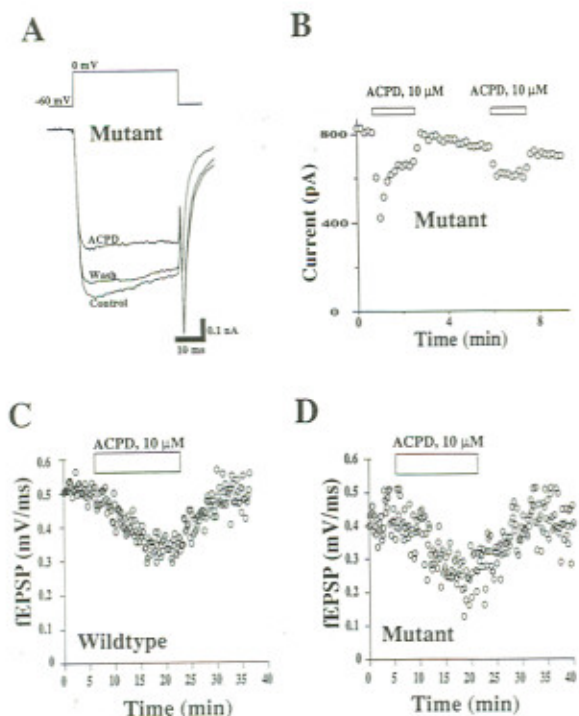 A
0 mV
-60 mV
Mutant
ACPD
Wash
Control
0.1 nA
10 ms
B
ACPD, 10 μM ACPD, 10 μM
800
400
0
Current (pA)
Mutant
0 4 8
Time (min)
C
ACPD, 10 μM
0.6
0.5
0.4
0.3
0.2
0.1
0
fEPSP (mV/ms)
Wildtype
0 5 10 15 20 25 30 35 40
Time (min)
D
ACPD, 10 μM
0.6
0.5
0.4
0.3
0.2
0.1
0
fEPSP (mV/ms)
Mutant
0 5 10 15 20 25 30 35 40
Time (min)